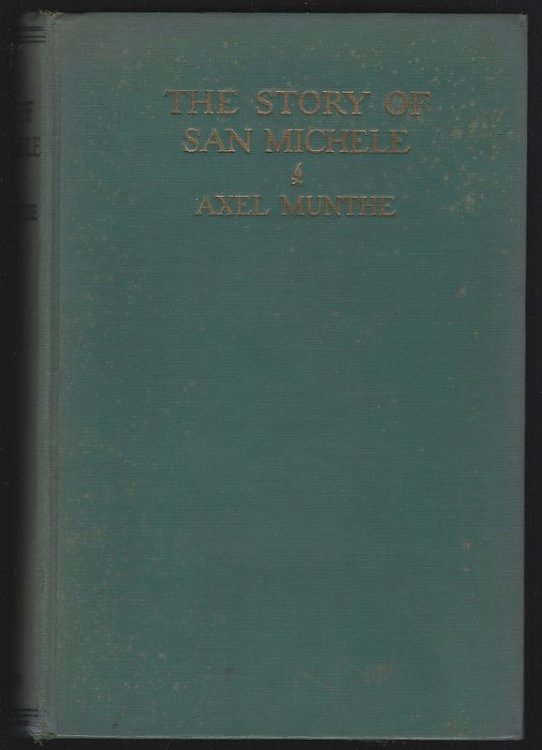 THE STORY OF
SAN MICHELE
AXEL MUNTHE